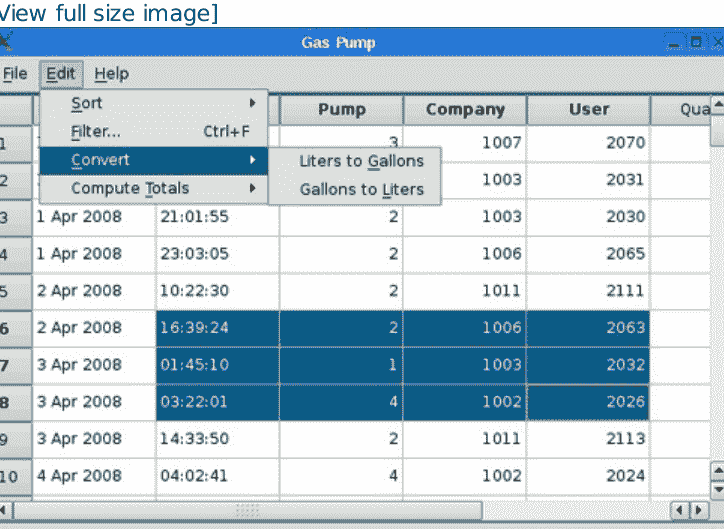 View full size image]
Gas Pump
File Edit Help
Sort
Filter... Ctrl+F
Convert
Compute Totals
Liters to Gallons
Gallons to Liters
Pump Company User Qua
1 3 1007 2070
2 1003 2031
3 1 Apr 2008 21:01:55 2 1003 2030
4 1 Apr 2008 23:03:05 2 1006 2065
5 2 Apr 2008 10:22:30 2 1011 2111
6 2 Apr 2008 16:39:24 2 1006 2063
7 3 Apr 2008 01:45:10 1 1003 2032
8 3 Apr 2008 03:22:01 4 1002 2026
9 3 Apr 2008 14:33:50 2 1011 2113
10 4 Apr 2008 04:02:41 4 1002 2024